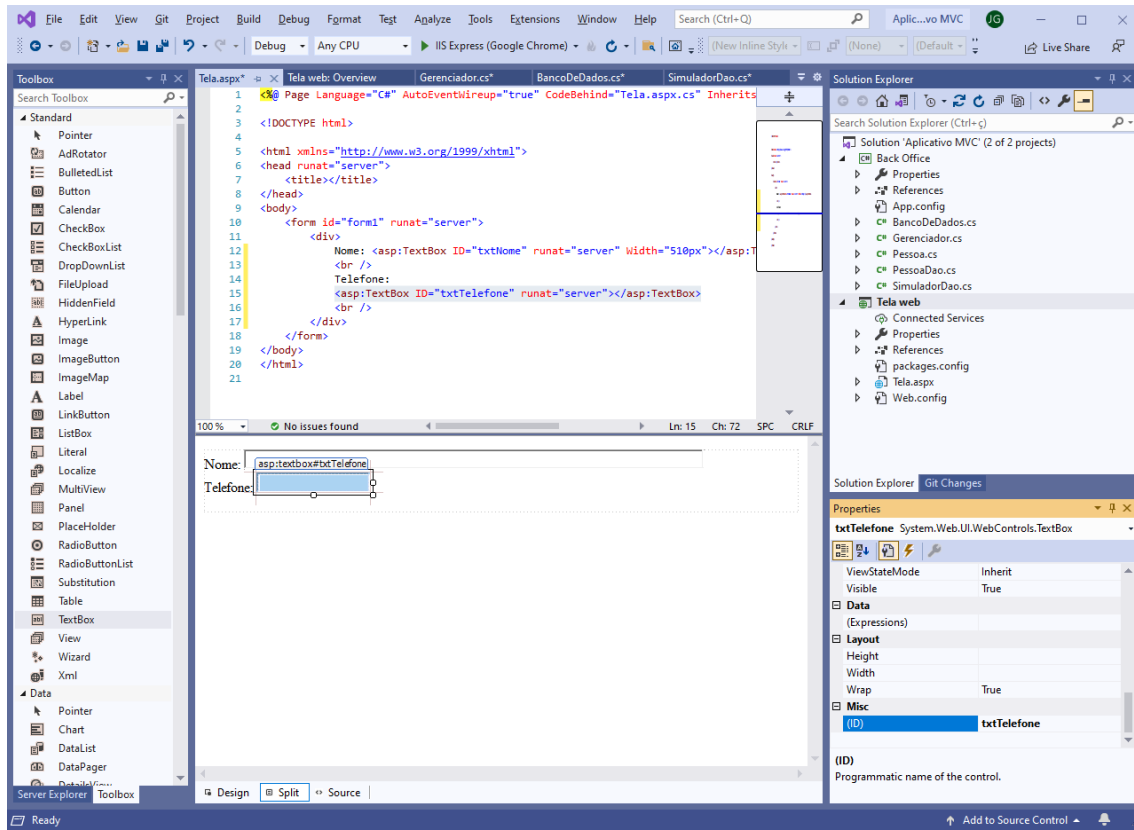 File Edit View Git Project Build Debug Format Test Analyze Tools Extensions Window Help Search (Ctrl+Q) Aplic...vo MVC JG
Debug Any CPU IIS Express (Google Chrome) (New Inline Style (None) (Default Live Share
Toolbox
Search Toolbox
Standard
Pointer
AdRotator
BulletedList
Button
Calendar
CheckBox
CheckBoxList
DropDownList
FileUpload
HiddenField
HyperLink
Image
ImageButton
ImageMap
Label
LinkButton
ListBox
Literal
Localize
MultiView
Panel
PlaceHolder
RadioButton
RadioButtonList
Substitution
Table
TextBox
View
Wizard
Xml
Data
Pointer
Chart
DataList
DataPager
DetailsView
Server Explorer Toolbox
Tela.aspx* Tela web: Overview Gerenciador.cs* BancoDeDados.cs* SimuladorDao.cs*
1 <%@ Page Language="C#" AutoEventWireup="true" CodeBehind="Tela.aspx.cs" Inherits
2
3 <!DOCTYPE html>
4
5 <html xmlns="http://www.w3.org/1999/xhtml">
6 <head runat="server">
7 <title></title>
8 </head>
9 <body>
10 <form id="form1" runat="server">
11 <div>
12 Nome: <asp:TextBox ID="txtNome" runat="server" Width="510px"></asp:T
13 <br />
14 Telefone:
15 <asp:TextBox ID="txtTelefone" runat="server"></asp:TextBox>
16 <br />
17 </div>
18 </form>
19 </body>
20 </html>
21
100 % No issues found Ln: 15 Ch: 72 SPC CRLF
Nome: asp:textbox#txtTelefone
Telefone:
Design Split Source
Solution Explorer
Search Solution Explorer (Ctrl+ç)
Solution 'Aplicativo MVC' (2 of 2 projects)
C# Back Office
Properties
References
App.config
C# BancoDeDados.cs
C# Gerenciador.cs
C# Pessoa.cs
C# PessoaDao.cs
C# SimuladorDao.cs
Tela web
Connected Services
Properties
References
packages.config
Tela.aspx
Web.config
Solution Explorer Git Changes
Properties
txtTelefone System.Web.UI.WebControls.TextBox
ViewStateMode Inherit
Visible True
Data
(Expressions)
Layout
Height
Width
Wrap True
Misc
(ID) txtTelefone
(ID)
Programmatic name of the control.
Ready Add to Source Control